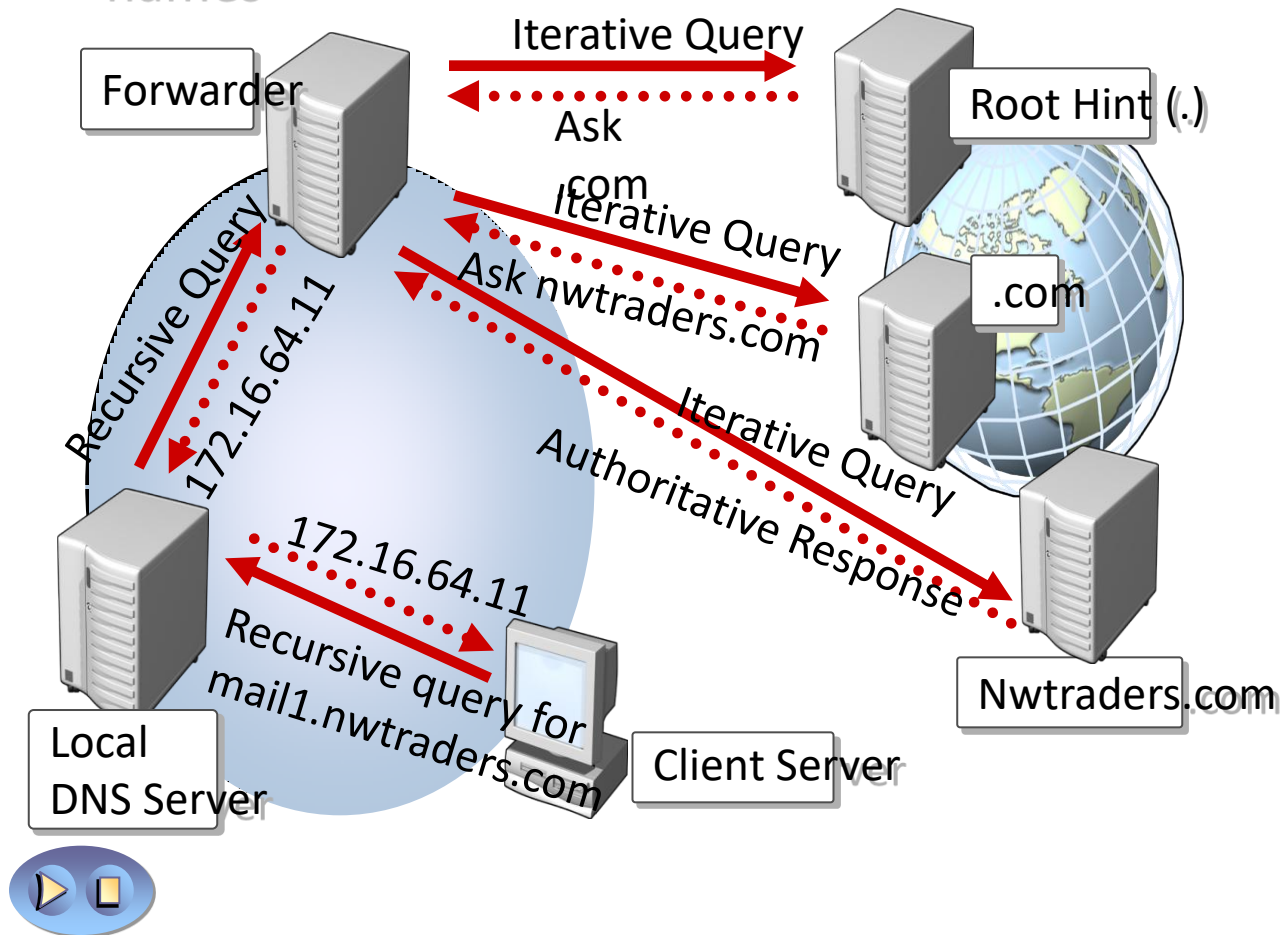 names
Iterative Query
Forwarder
Root Hint (.)
Ask
.com
Iterative Query
Ask nwtraders.com
.com
Recursive Query
172.16.64.11
Iterative Query
Authoritative Response
172.16.64.11
Recursive query for
mail1.nwtraders.com
Nwtraders.com
Local
DNS Server
Client Server